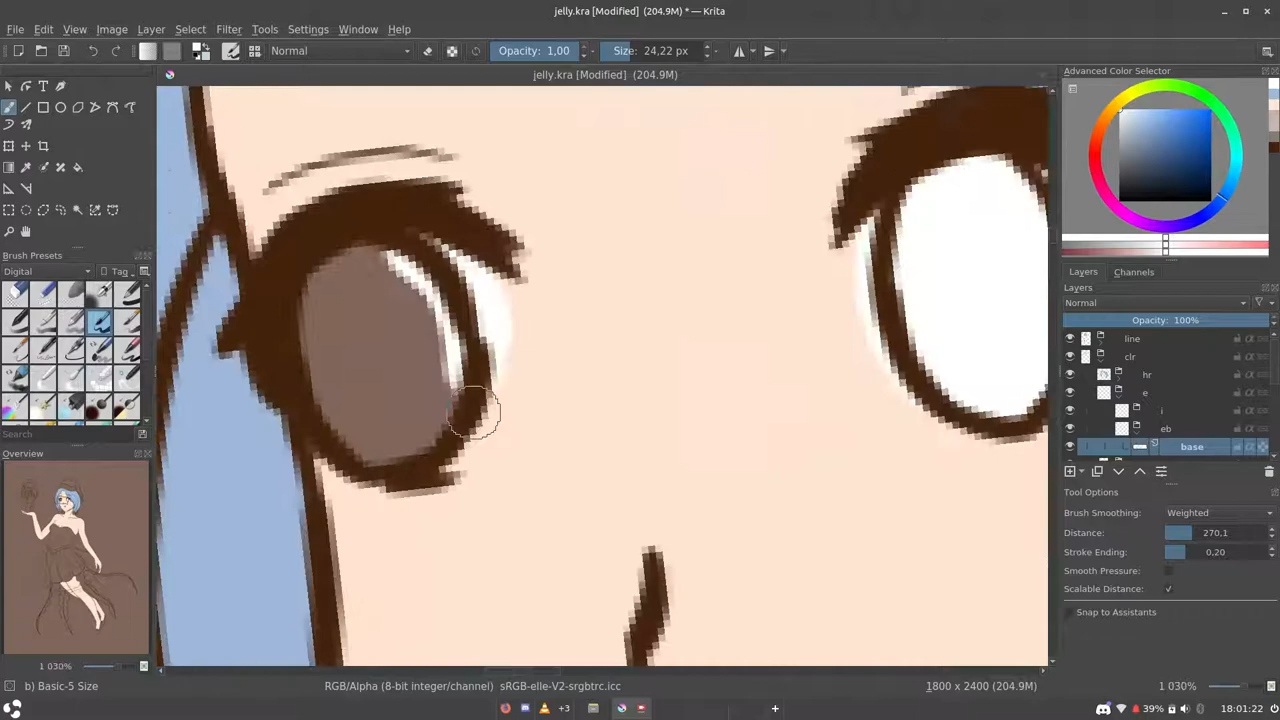 jelly.kra [Modified] (204.9M) * — Krita
File Edit View Image Layer Select Filter Tools Settings Window Help
Normal Opacity: 1,00 Size: 24,22 px
jelly.kra [Modified] (204.9M)
Advanced Color Selector
Brush Presets
Digital Tag
Search
Overview
1 030%
Layers Channels
Layers
Normal
Opacity: 100%
line
clr
hr
e
i
eb
base
Tool Options
Brush Smoothing: Weighted
Distance: 270,1
Stroke Ending: 0,20
Smooth Pressure:
Scalable Distance:
Snap to Assistants
b) Basic-5 Size RGB/Alpha (8-bit integer/channel) sRGB-elle-V2-srgbtrc.icc 1800 x 2400 (204.9M) 1 030%
+3 39% 18:01:22